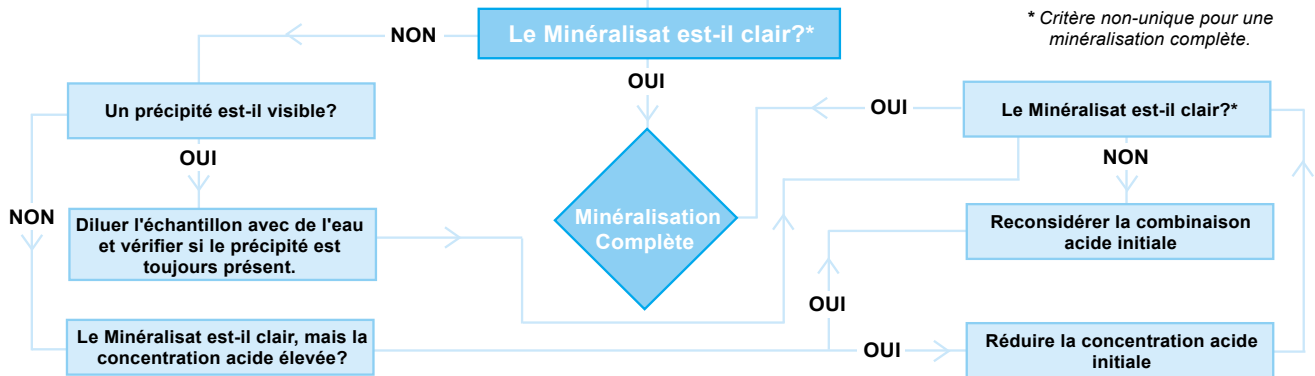 Le Minéralisat est-il clair?*
* Critère non-unique pour une
minéralisation complète.
NON
OUI
Un précipité est-il visible?
OUI
NON
Diluer l'échantillon avec de l'eau
et vérifier si le précipité est
toujours présent.
Le Minéralisat est-il clair, mais la
concentration acide élevée?
Minéralisation
Complète
OUI
Le Minéralisat est-il clair?*
NON
Reconsidérer la combinaison
acide initiale
OUI
OUI
Réduire la concentration acide
initiale